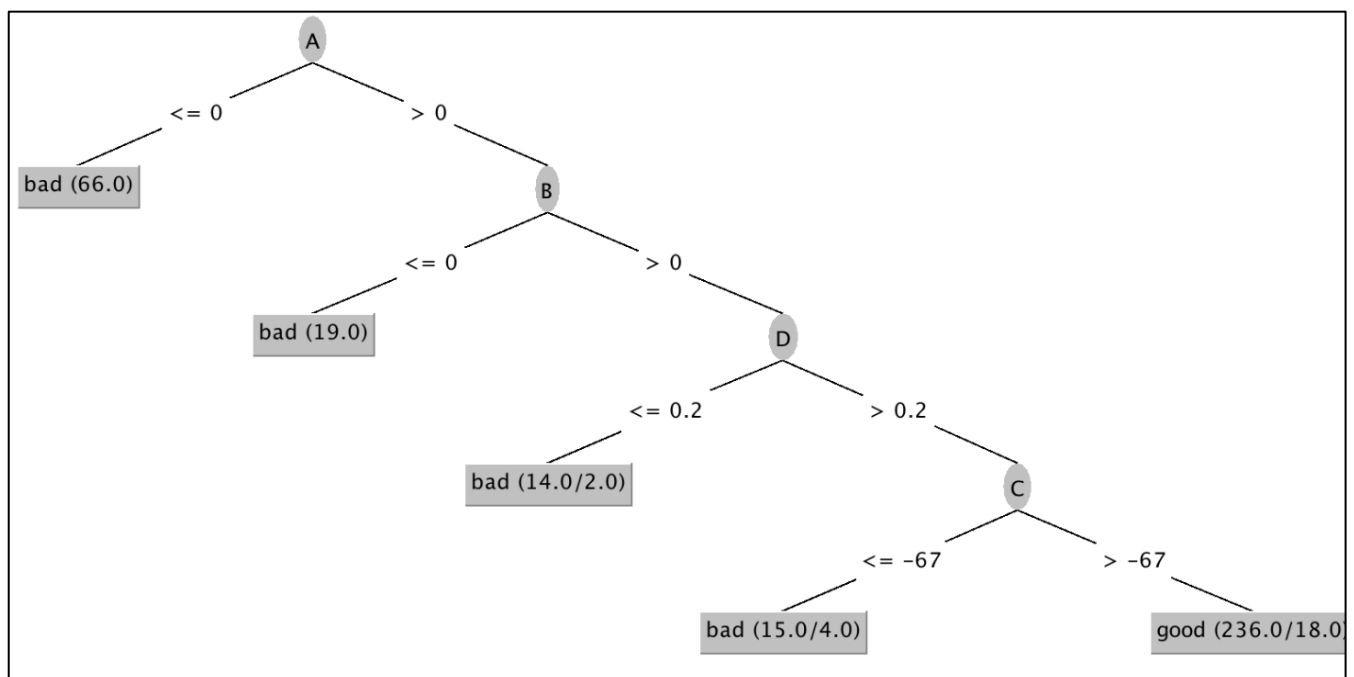 A
<= 0
> 0
bad (66.0)
B
<= 0
> 0
bad (19.0)
D
<= 0.2
> 0.2
bad (14.0/2.0)
C
<= -67
> -67
bad (15.0/4.0)
good (236.0/18.0)